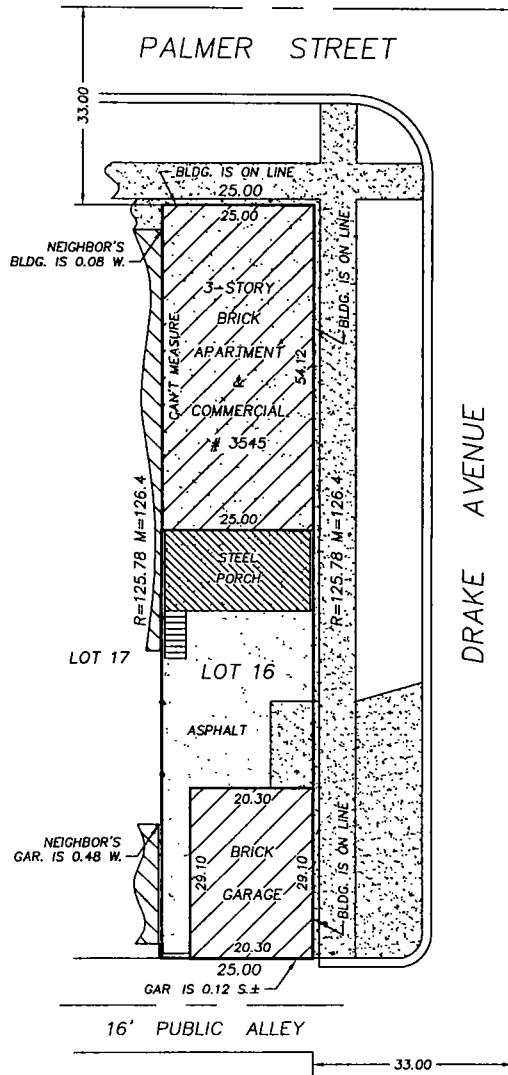 PALMER STREET
33.00
BLDG. IS ON LINE
25.00
25.00
NEIGHBOR'S
BLDG. IS 0.08 W.
3-STORY
BRICK
APARTMENT
&
COMMERCIAL
# 3545
CAN'T MEASURE
54.12
BLDG. IS ON LINE
25.00
R=125.78 M=126.4
R=125.78 M=126.4
STEEL
PORCH
DRAKE AVENUE
LOT 17
LOT 16
ASPHALT
20.30
NEIGHBOR'S
GAR. IS 0.48 W.
29.10
BRICK
GARAGE
29.10
BLDG. IS ON LINE
20.30
25.00
GAR IS 0.12 S.±
16' PUBLIC ALLEY
33.00